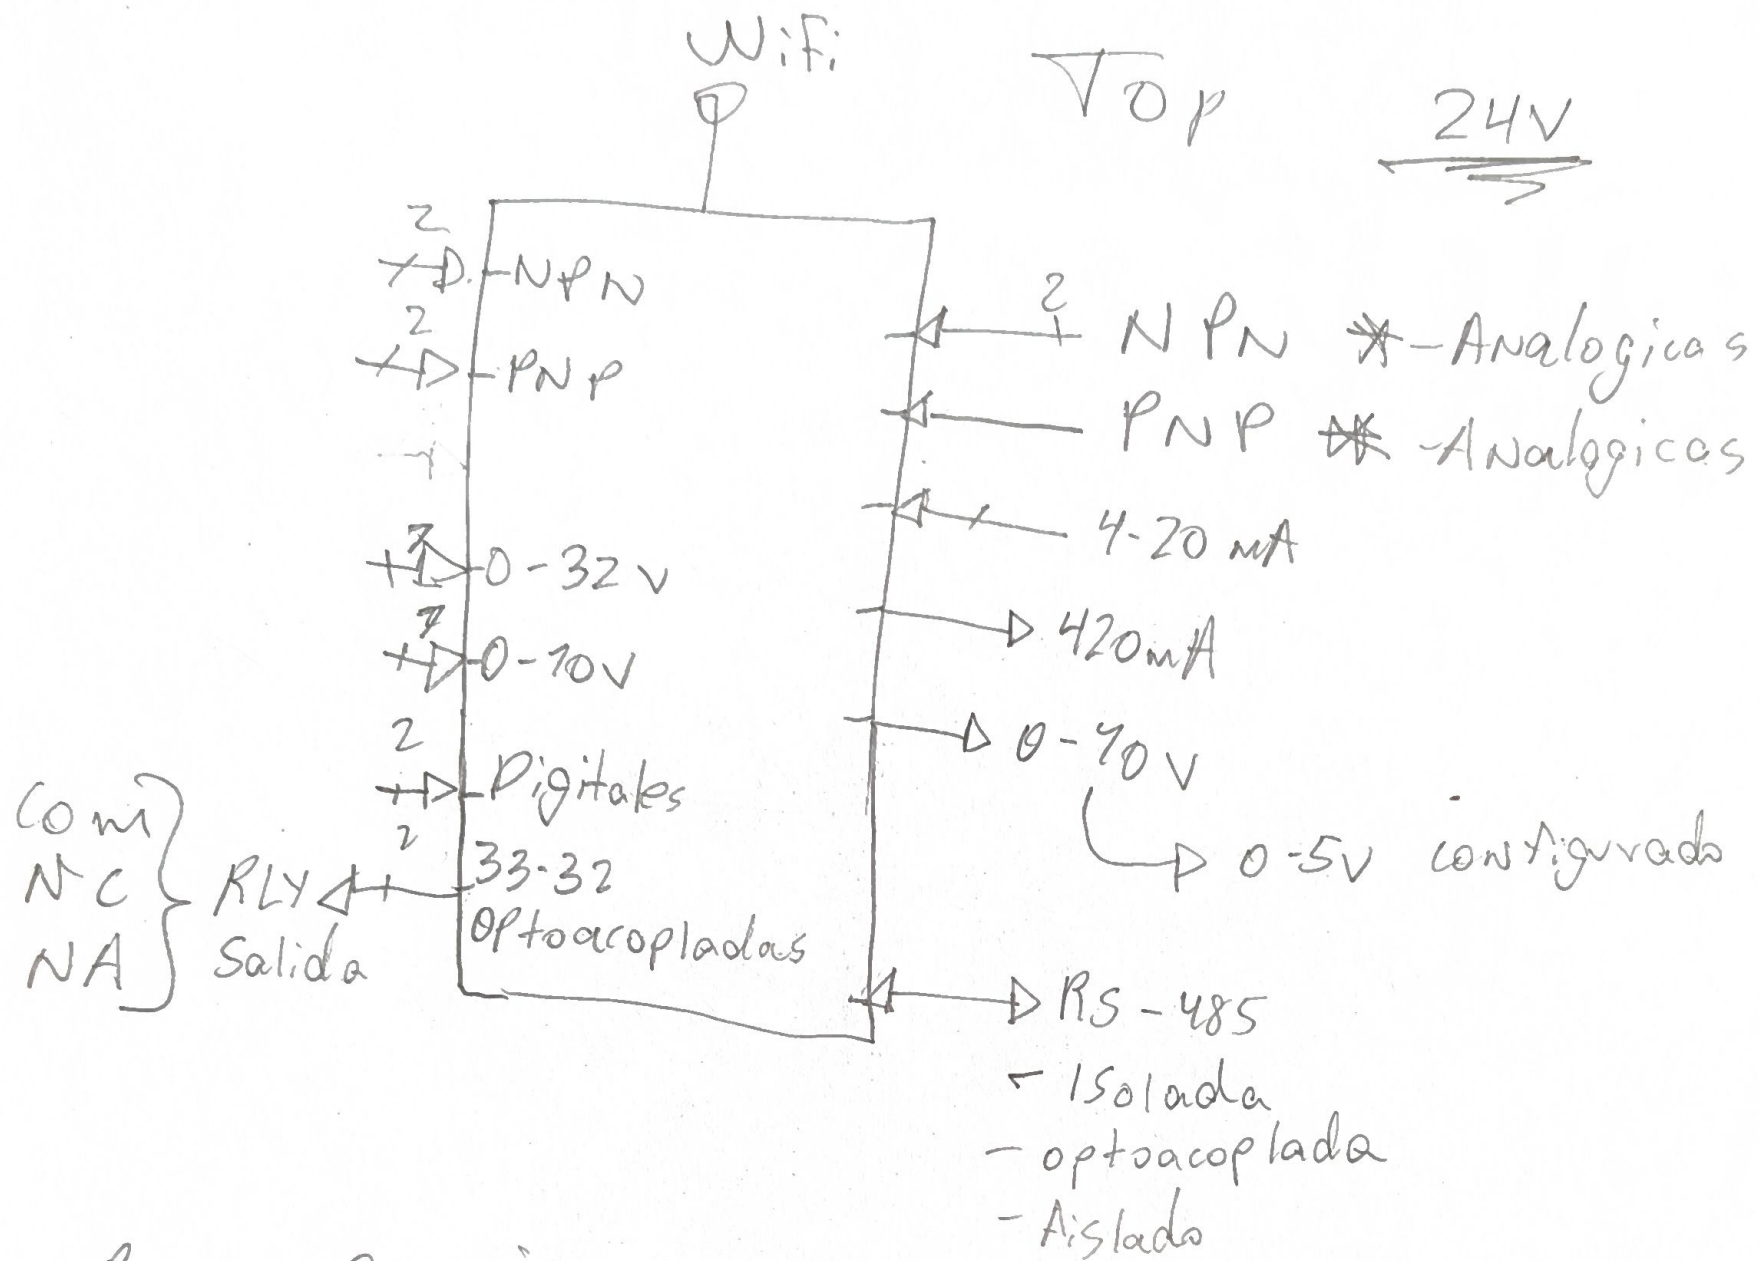 WiFi
Top
24V
2
NPN
2
PNP
0-32V
0-10V
2
Digitales
2
33-32
Optoacopladas
Com
NC
NA
RLY
Salida
2
NPN * - Analogicas
PNP ** - Analogicas
4-20 mA
420mA
0-10V
0-5V configurado
RS-485
- Isolada
- optoacoplada
- Aislado